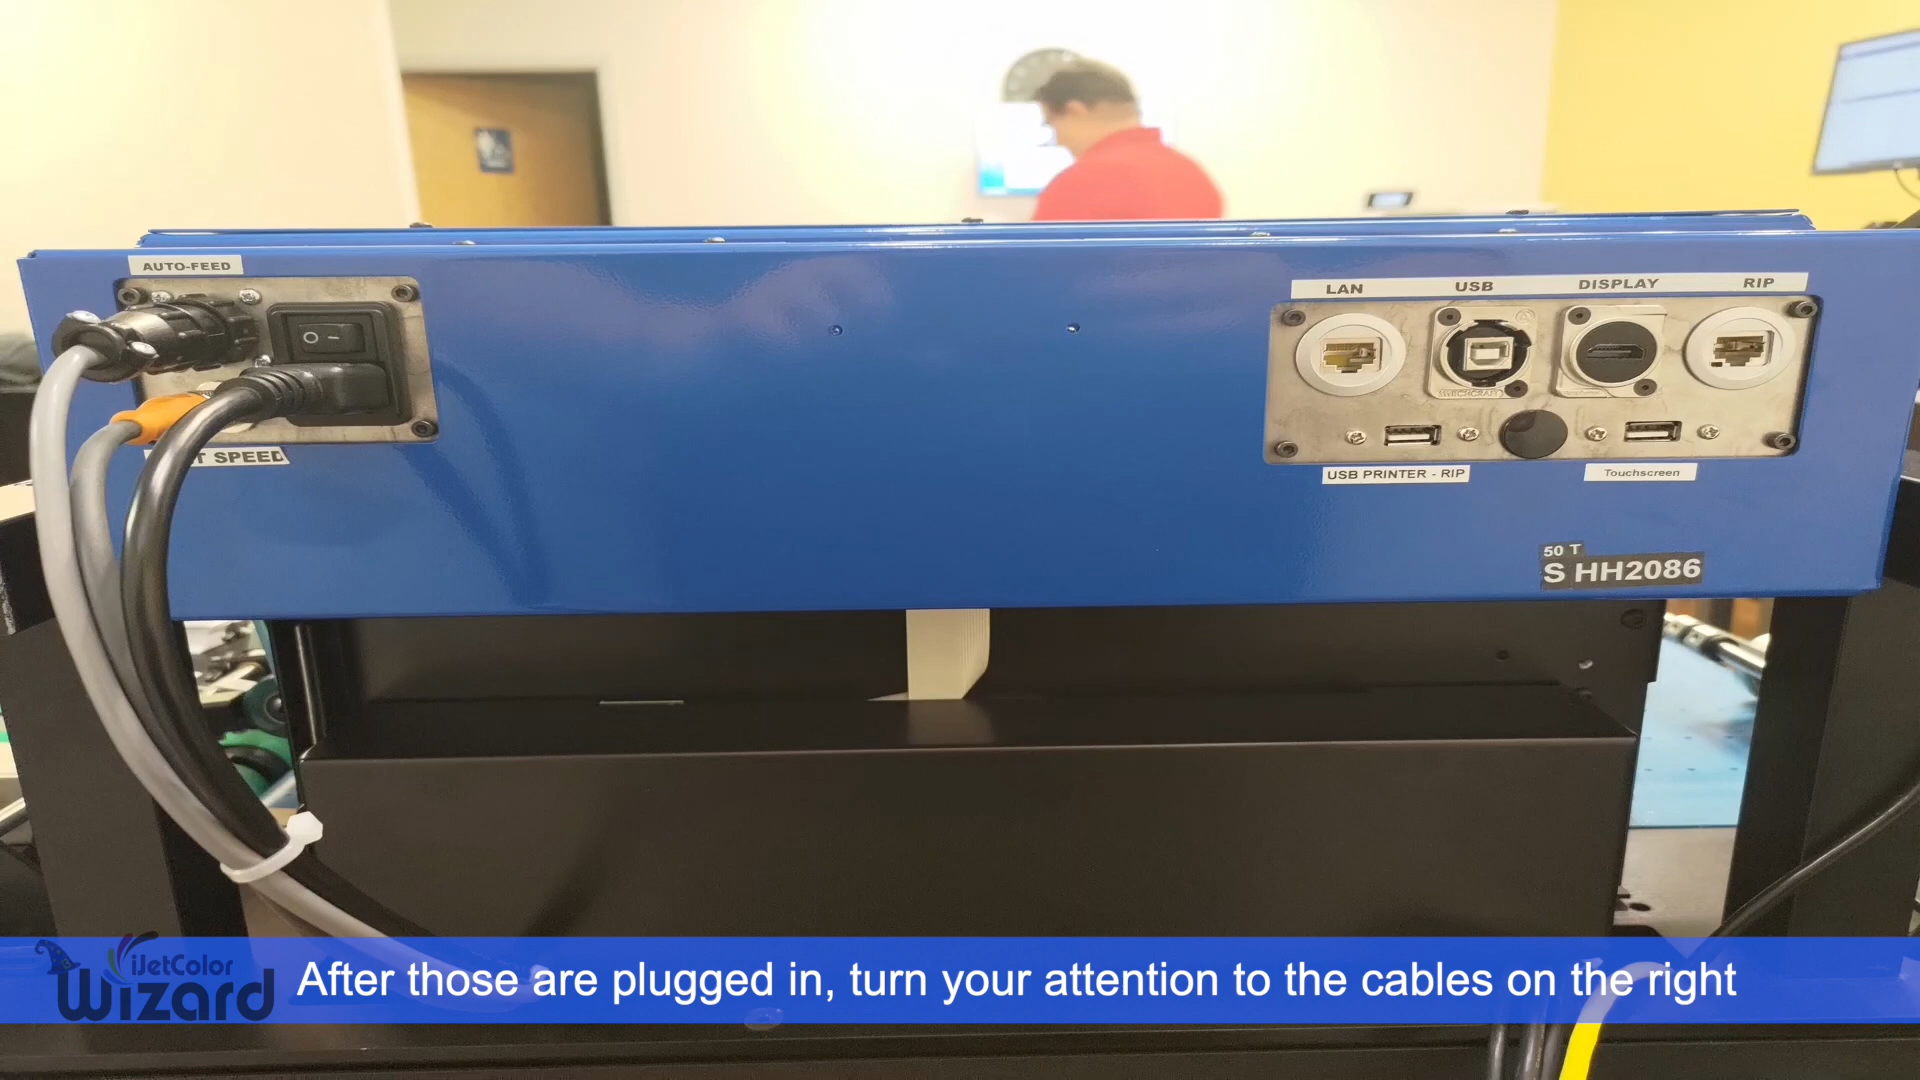 AUTO-FEED
LAN USB DISPLAY RIP
SWITCHCRAFT
T SPEED
USB PRINTER - RIP
Touchscreen
50 T
S HH2086
iJetColor
Wizard
After those are plugged in, turn your attention to the cables on the right